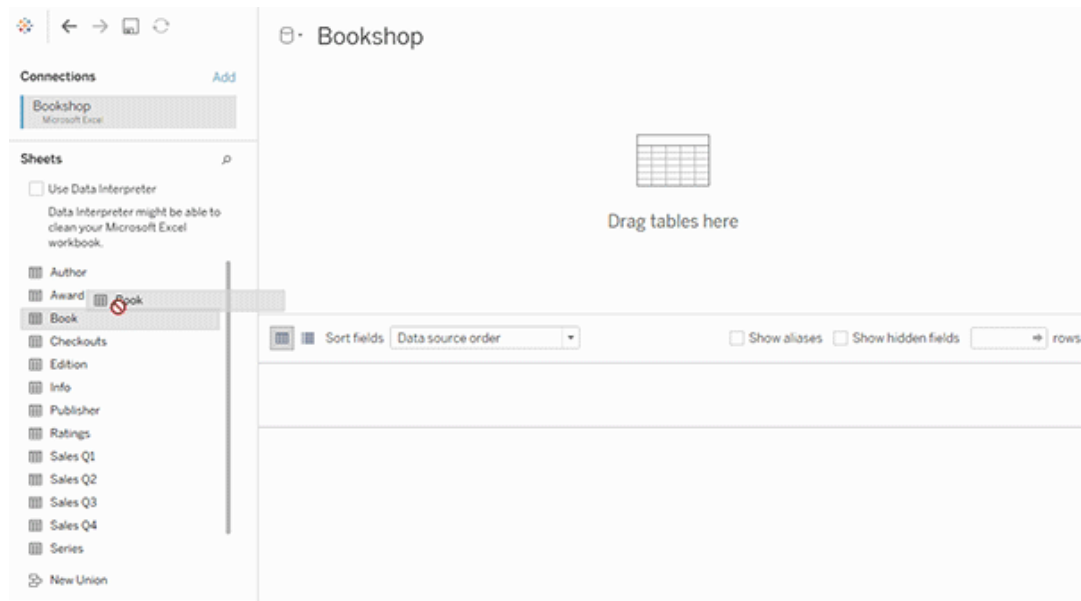 Bookshop
Connections
Add
Bookshop
Microsoft Excel
Sheets
Use Data Interpreter
Data Interpreter might be able to
clean your Microsoft Excel
workbook.
Author
Award
Book
Book
Checkouts
Edition
Info
Publisher
Ratings
Sales Q1
Sales Q2
Sales Q3
Sales Q4
Series
New Union
Drag tables here
Sort fields Data source order
Show aliases Show hidden fields rows